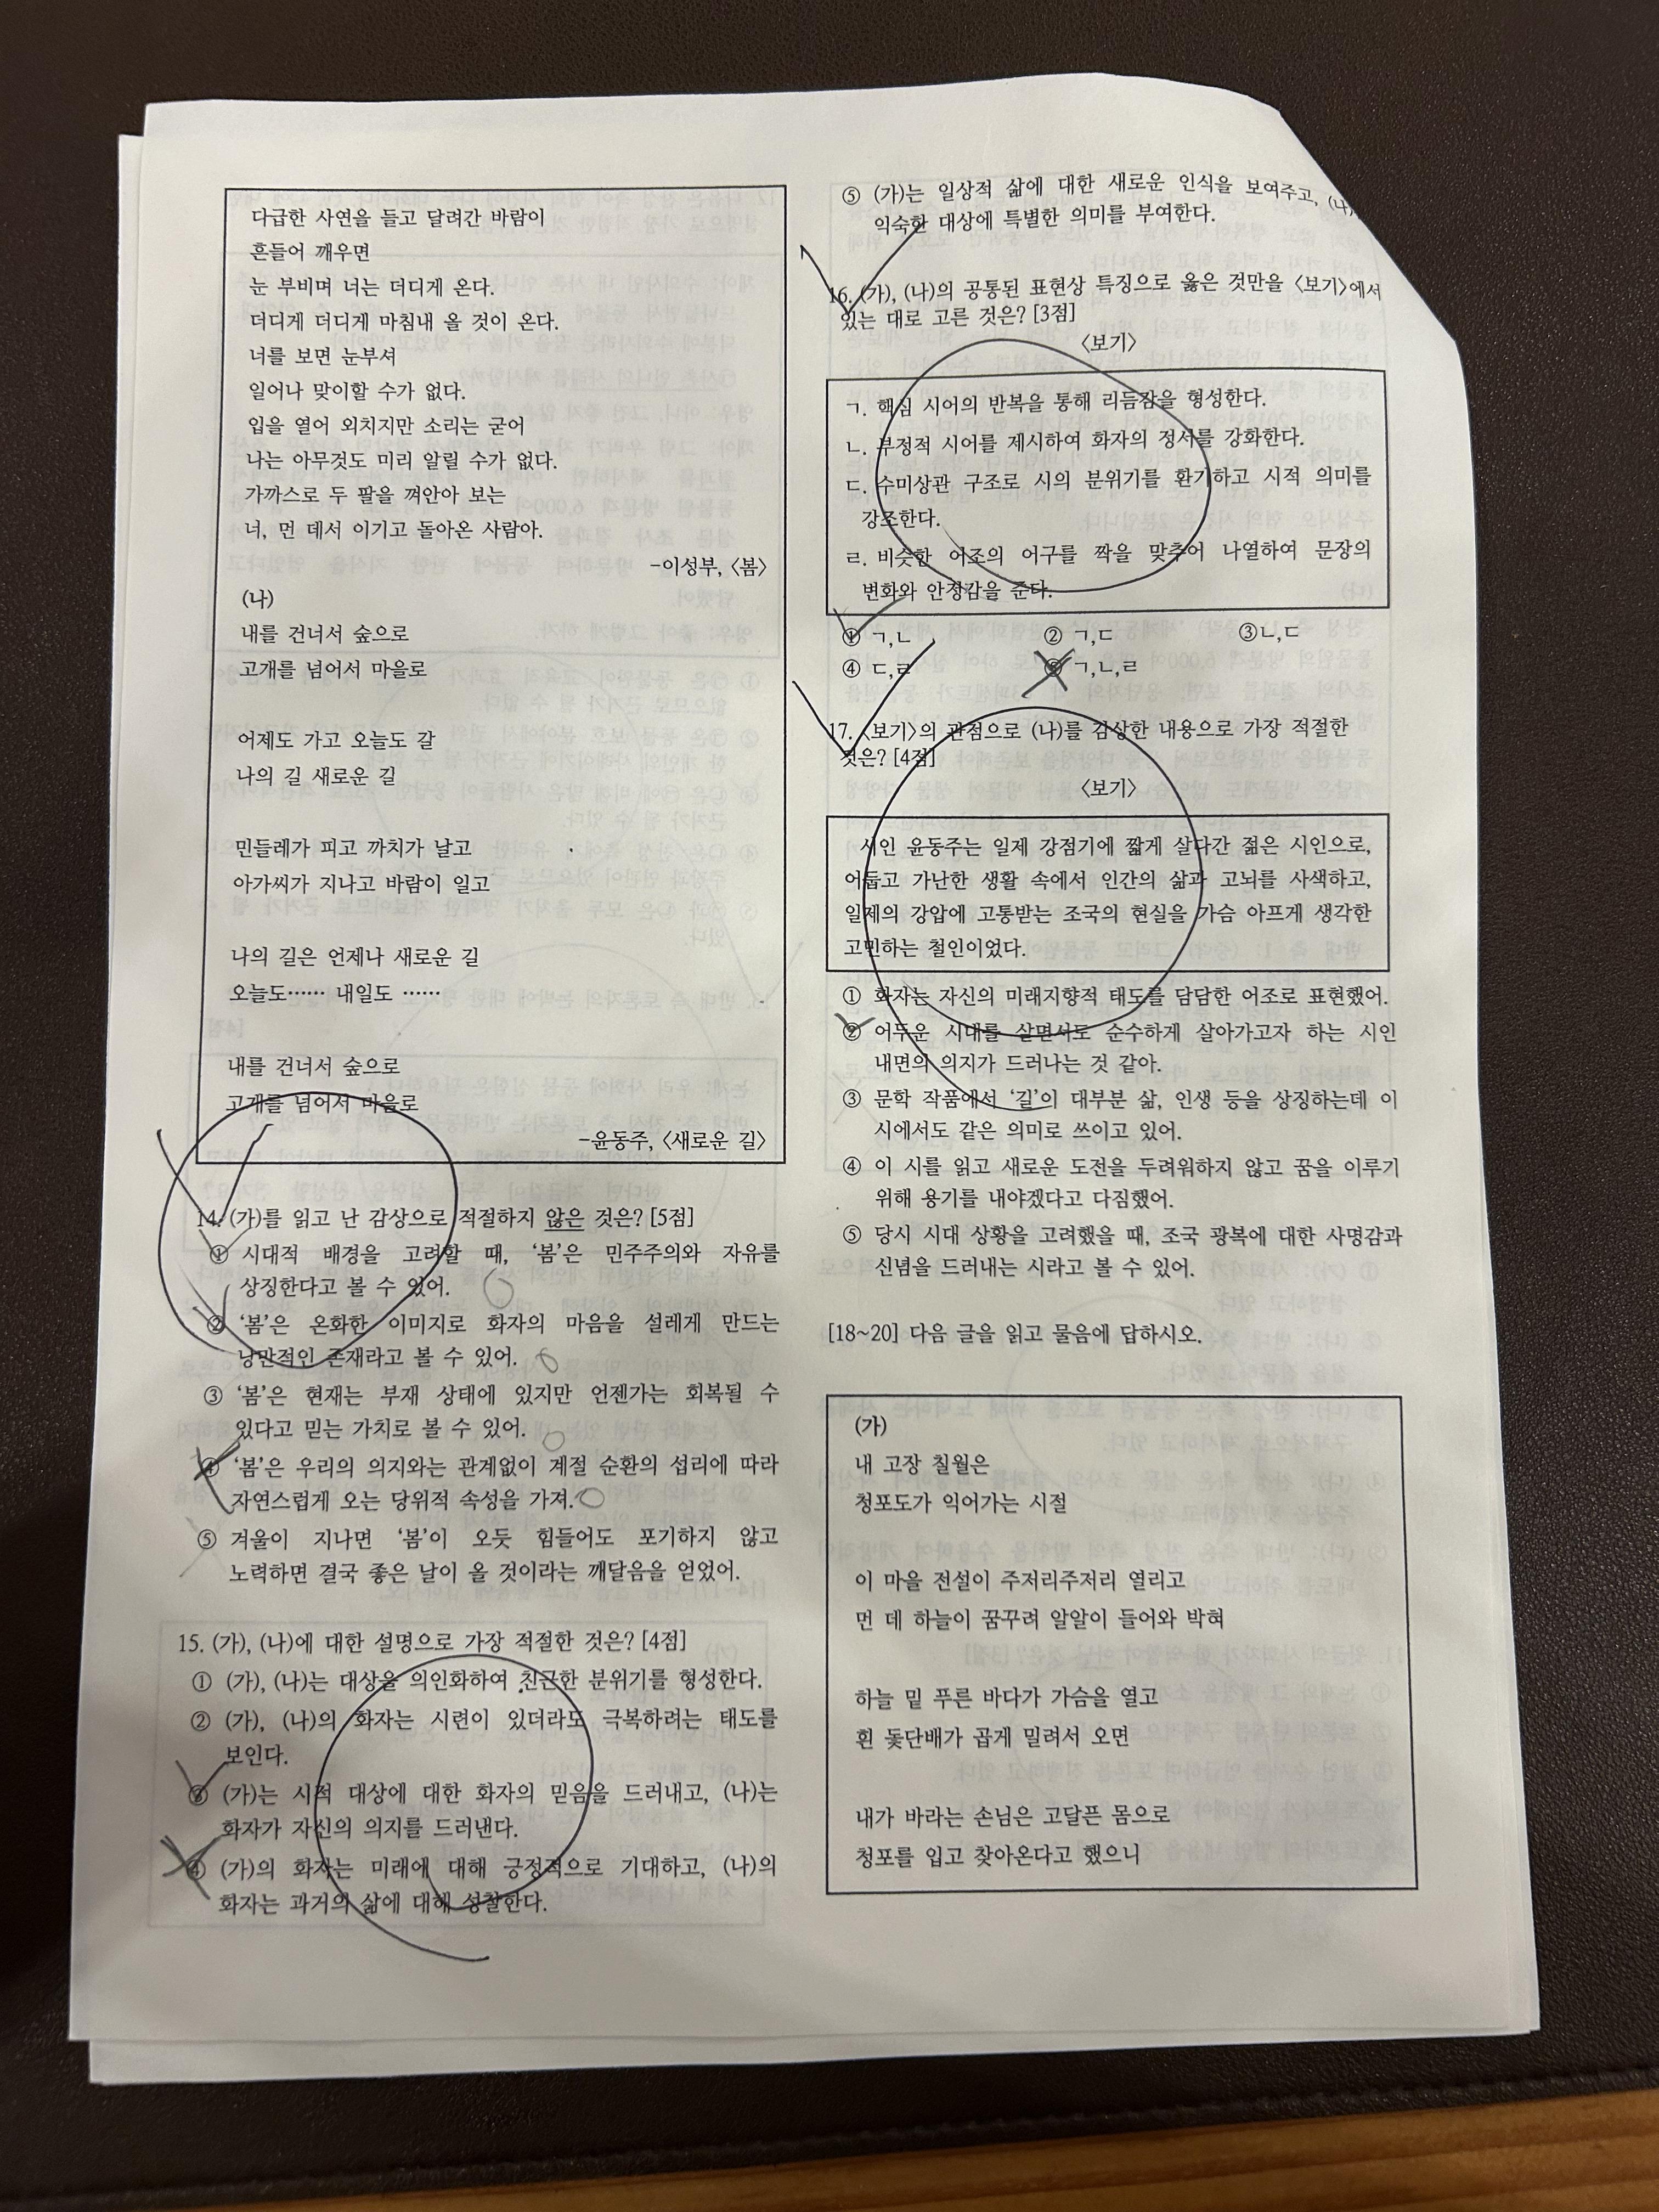 다급한 사연을 들고 달려간 바람이
흔들어 깨우면
눈 부비며 너는 더디게 온다.
더디게 더디게 마침내 올 것이 온다.
너를 보면 눈부셔
일어나 맞이할 수가 없다.
입을 열어 외치지만 소리는 굳어
나는 아무것도 미리 알릴 수가 없다.
가까스로 두 팔을 껴안아 보는
너, 먼 데서 이기고 돌아온 사람아.
-이성부, <봄>
(나)
내를 건너서 숲으로
고개를 넘어서 마을로
어제도 가고 오늘도 갈
나의 길 새로운 길
민들레가 피고 까치가 날고
아가씨가 지나고 바람이 일고
나의 길은 언제나 새로운 길
오늘도…… 내일도 ……
내를 건너서 숲으로
고개를 넘어서 마을로
-윤동주, <새로운 길>
14. (가)를 읽고 난 감상으로 적절하지 않은 것은? [5점]
① 시대적 배경을 고려할 때, ‘봄’은 민주주의와 자유를
상징한다고 볼 수 있어.
② ‘봄’은 온화한 이미지로 화자의 마음을 설레게 만드는
낭만적인 존재라고 볼 수 있어.
③ ‘봄’은 현재는 부재 상태에 있지만 언젠가는 회복될 수
있다고 믿는 가치로 볼 수 있어.
④ ‘봄’은 우리의 의지와는 관계없이 계절 순환의 섭리에 따라
자연스럽게 오는 당위적 속성을 가져.
⑤ 겨울이 지나면 ‘봄’이 오듯 힘들어도 포기하지 않고
노력하면 결국 좋은 날이 올 것이라는 깨달음을 얻었어.
15. (가), (나)에 대한 설명으로 가장 적절한 것은? [4점]
① (가), (나)는 대상을 의인화하여 친근한 분위기를 형성한다.
② (가), (나)의 화자는 시련이 있더라도 극복하려는 태도를
보인다.
③ (가)는 시적 대상에 대한 화자의 믿음을 드러내고, (나)는
화자가 자신의 의지를 드러낸다.
④ (가)의 화자는 미래에 대해 긍정적으로 기대하고, (나)의
화자는 과거의 삶에 대해 성찰한다.
⑤ (가)는 일상적 삶에 대한 새로운 인식을 보여주고, (나)
익숙한 대상에 특별한 의미를 부여한다.
16. (가), (나)의 공통된 표현상 특징으로 옳은 것만을 <보기>에서
있는 대로 고른 것은? [3점]
<보기>
ㄱ. 핵심 시어의 반복을 통해 리듬감을 형성한다.
ㄴ. 부정적 시어를 제시하여 화자의 정서를 강화한다.
ㄷ. 수미상관 구조로 시의 분위기를 환기하고 시적 의미를
강조한다.
ㄹ. 비슷한 어조의 어구를 짝을 맞추어 나열하여 문장의
변화와 안정감을 준다.
① ㄱ,ㄴ ② ㄱ,ㄷ ③ㄴ,ㄷ
④ ㄷ,ㄹ ⑤ ㄱ,ㄴ,ㄹ
17. <보기>의 관점으로 (나)를 감상한 내용으로 가장 적절한
것은? [4점]
<보기>
시인 윤동주는 일제 강점기에 짧게 살다간 젊은 시인으로,
어둡고 가난한 생활 속에서 인간의 삶과 고뇌를 사색하고,
일제의 강압에 고통받는 조국의 현실을 가슴 아프게 생각한
고민하는 철인이었다.
① 화자는 자신의 미래지향적 태도를 담담한 어조로 표현했어.
② 어두운 시대를 살면서도 순수하게 살아가고자 하는 시인
내면의 의지가 드러나는 것 같아.
③ 문학 작품에서 ‘길’이 대부분 삶, 인생 등을 상징하는데 이
시에서도 같은 의미로 쓰이고 있어.
④ 이 시를 읽고 새로운 도전을 두려워하지 않고 꿈을 이루기
위해 용기를 내야겠다고 다짐했어.
⑤ 당시 시대 상황을 고려했을 때, 조국 광복에 대한 사명감과
신념을 드러내는 시라고 볼 수 있어.
[18~20] 다음 글을 읽고 물음에 답하시오.
(가)
내 고장 칠월은
청포도가 익어가는 시절
이 마을 전설이 주저리주저리 열리고
먼 데 하늘이 꿈꾸려 알알이 들어와 박혀
하늘 밑 푸른 바다가 가슴을 열고
흰 돛단배가 곱게 밀려서 오면
내가 바라는 손님은 고달픈 몸으로
청포를 입고 찾아온다고 했으니